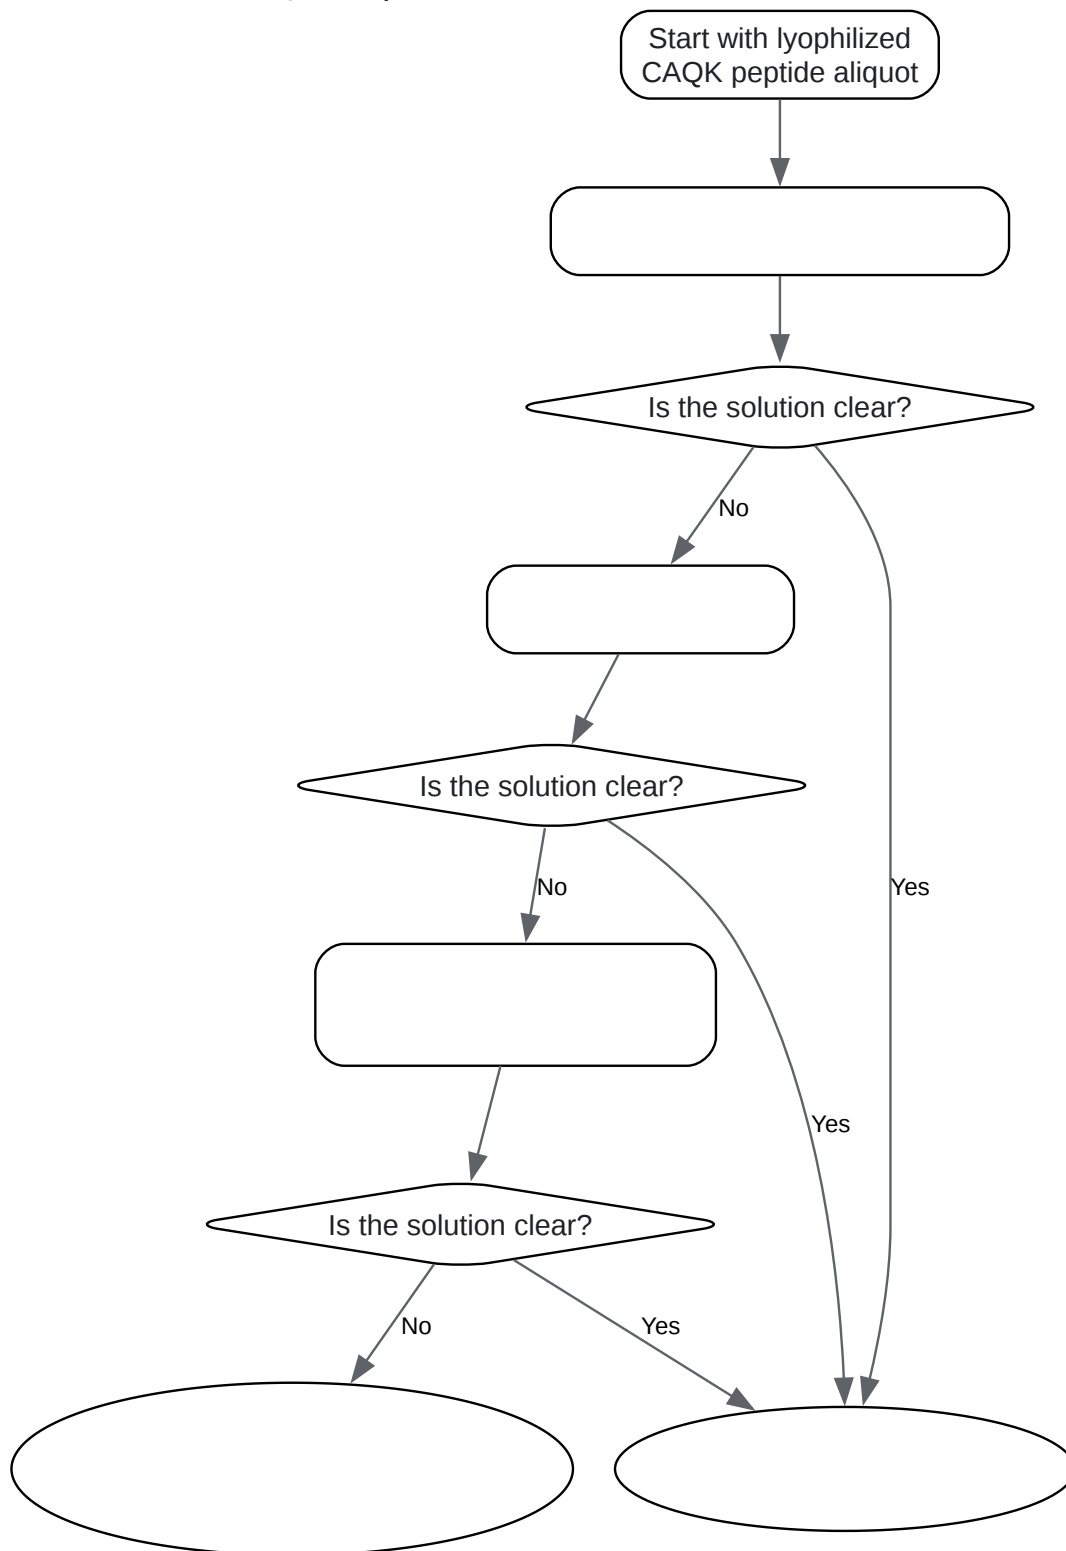 Start with lyophilized
CAQK peptide aliquot
Is the solution clear?
No
Is the solution clear?
No
Yes
Yes
Is the solution clear?
No
Yes